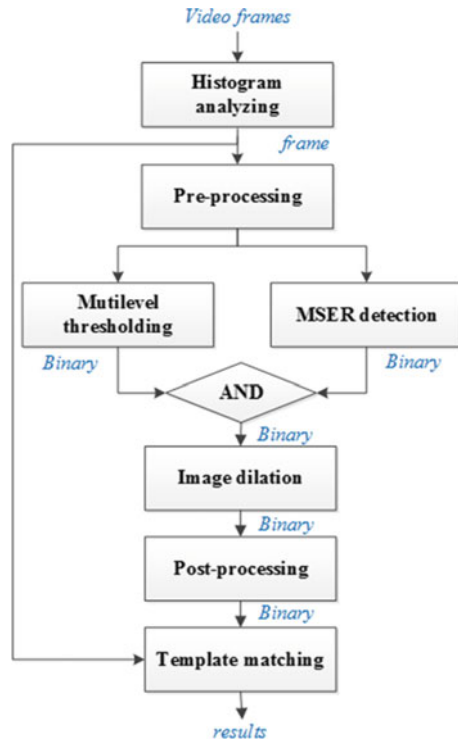 Video frames
Histogram
analyzing
frame
Pre-processing
Mutilevel
thresholding
MSER detection
Binary
Binary
AND
Binary
Image dilation
Binary
Post-processing
Binary
Template matching
results